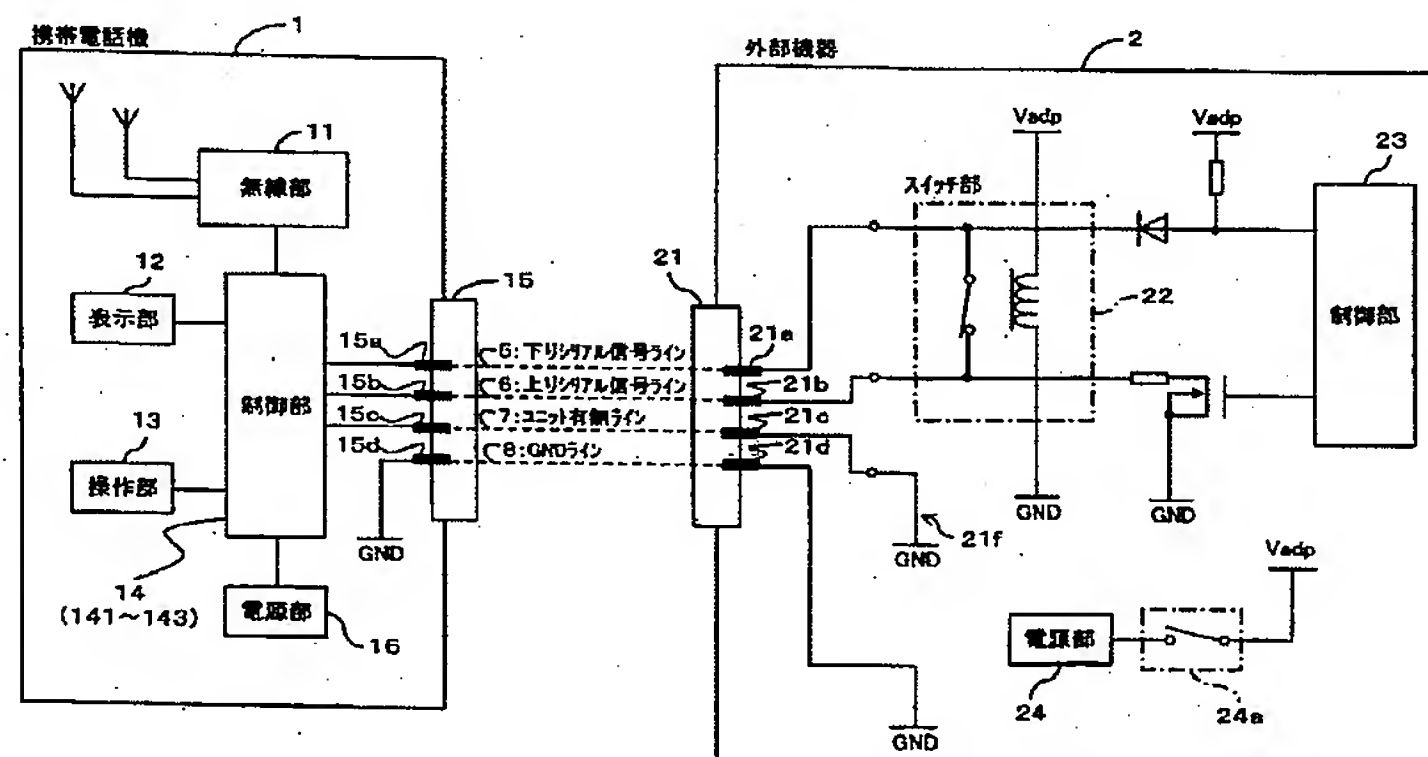 携帯電話機
1
外部機器
2
11
無線部
Vadp
Vadp
23
スイッチ部
12
表示部
15
21
22
制御部
15a
5:下りシリアル信号ライン
21a
15b
6:上りシリアル信号ライン
21b
制御部
15c
7:ユニット有無ライン
21c
13
15d
8:GNDライン
21d
操作部
GND
GND
GND
21f
GND
Vadp
14
(141~143)
電源部
16
電源部
24
24a
GND